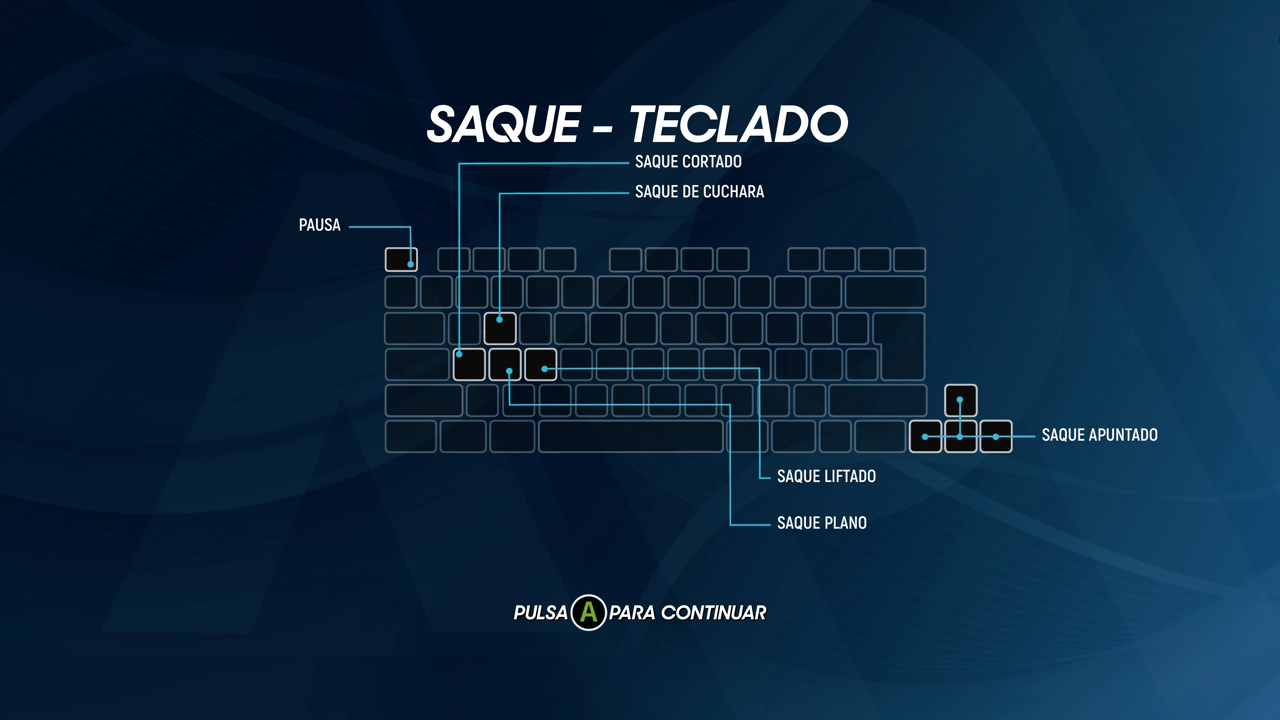 SAQUE - TECLADO
SAQUE CORTADO
SAQUE DE CUCHARA
PAUSA
SAQUE APUNTADO
SAQUE LIFTADO
SAQUE PLANO
PULSA A PARA CONTINUAR